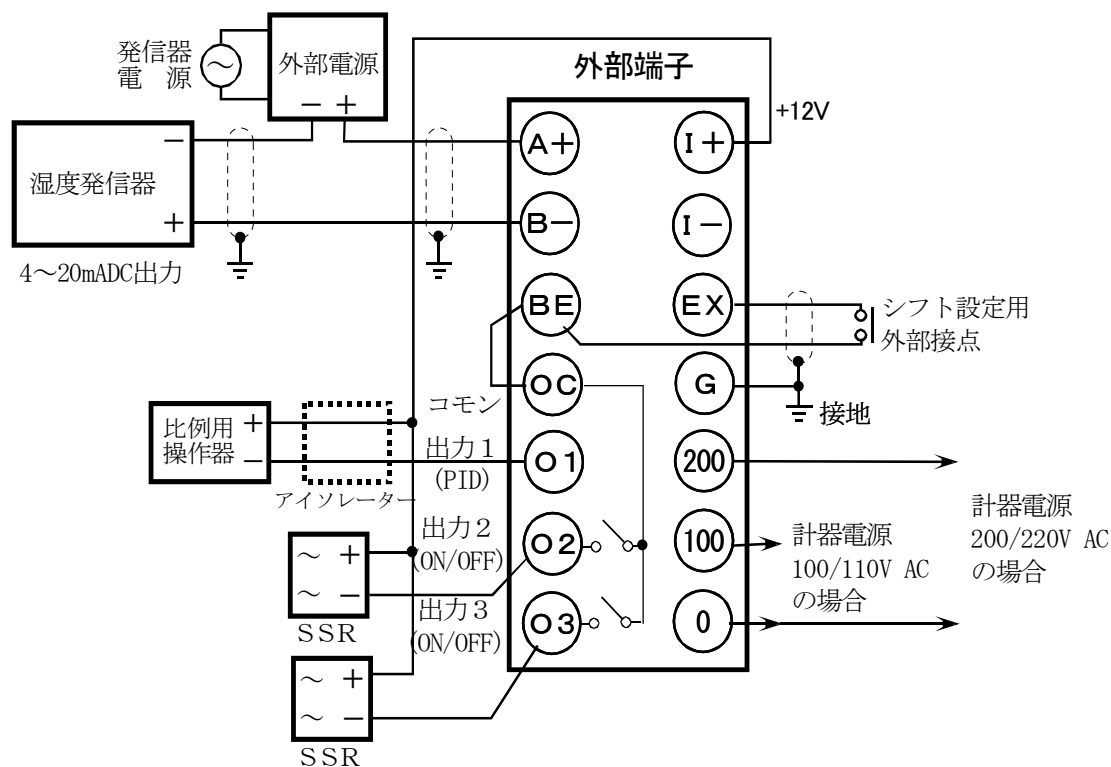 発信器
電　源
～
外部電源
－ ＋
外部端子
+12V
湿度発信器
－
＋
4～20mADC出力
A＋
I＋
B－
I－
BE
EX
シフト設定用
外部接点
OC
G
接地
コモン
比例用
操作器
＋
－
アイソレーター
出力１
(PID)
O1
200
計器電源
200/220V AC
の場合
出力２
(ON/OFF)
O2
100
計器電源
100/110V AC
の場合
～ ＋
～ －
ＳＳＲ
出力３
(ON/OFF)
O3
0
～ ＋
～ －
ＳＳＲ